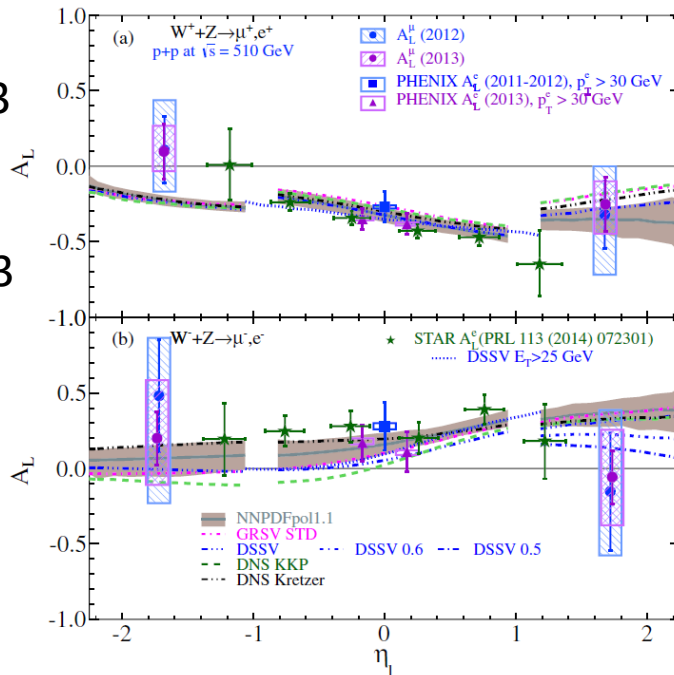 1.0
W⁺+Z→μ⁺,e⁺
(a)
p+p at √s = 510 GeV
A_L^μ (2012)
A_L^μ (2013)
PHENIX A_L^e (2011-2012), p_T^e > 30 GeV
PHENIX A_L^e (2013), p_T^e > 30 GeV
3
0.5
A_L
0.0
-0.5
3
-1.0
(b)
W⁻+Z→μ⁻,e⁻
STAR A_L^e(PRL 113 (2014) 072301)
DSSV E_T>25 GeV
0.5
A_L
0.0
NNPDFpol1.1
GRSV STD
DSSV DSSV 0.6 DSSV 0.5
DNS KKP
DNS Kretzer
-0.5
-1.0
-2 -1 0 1 2
η_l